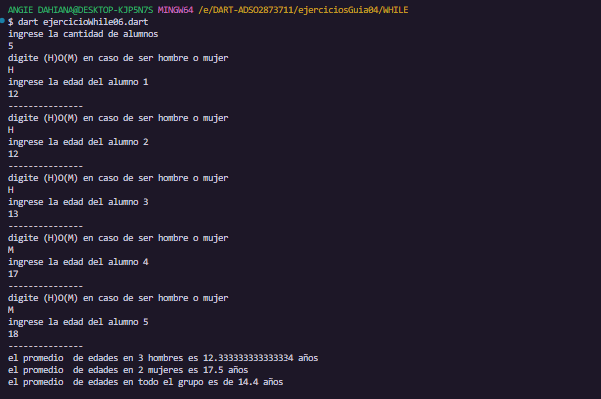 ANGIE DAHIANA@DESKTOP-KJP5N7S MINGW64 /e/DART-ADSO2873711/ejerciciosGuia04/WHILE
$ dart ejercicioWhile06.dart
ingrese la cantidad de alumnos
5
digite (H)O(M) en caso de ser hombre o mujer
H
ingrese la edad del alumno 1
12
---------------
digite (H)O(M) en caso de ser hombre o mujer
H
ingrese la edad del alumno 2
12
---------------
digite (H)O(M) en caso de ser hombre o mujer
H
ingrese la edad del alumno 3
13
---------------
digite (H)O(M) en caso de ser hombre o mujer
M
ingrese la edad del alumno 4
17
---------------
digite (H)O(M) en caso de ser hombre o mujer
M
ingrese la edad del alumno 5
18
---------------
el promedio  de edades en 3 hombres es 12.333333333333334 años
el promedio  de edades en 2 mujeres es 17.5 años
el promedio  de edades en todo el grupo es de 14.4 años